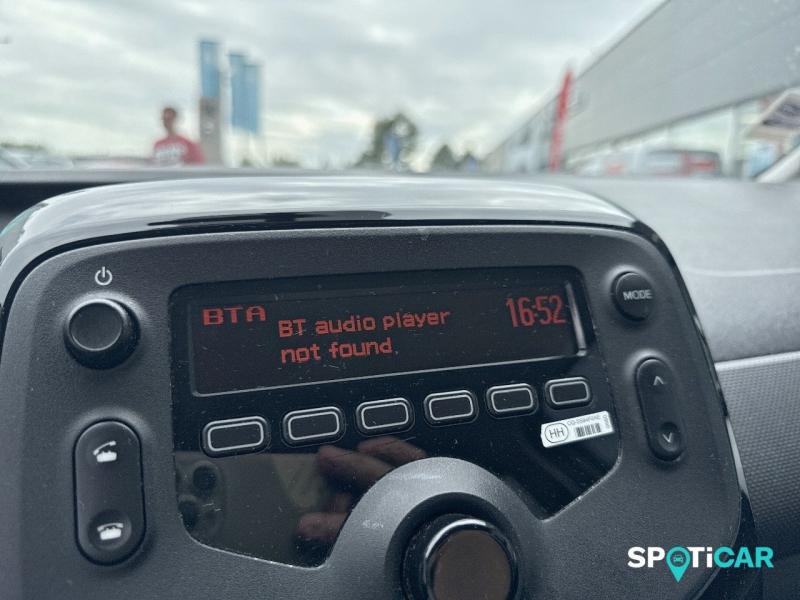 BTA
BT audio player
not found
16:52
MODE
HH
SPOTiCAR